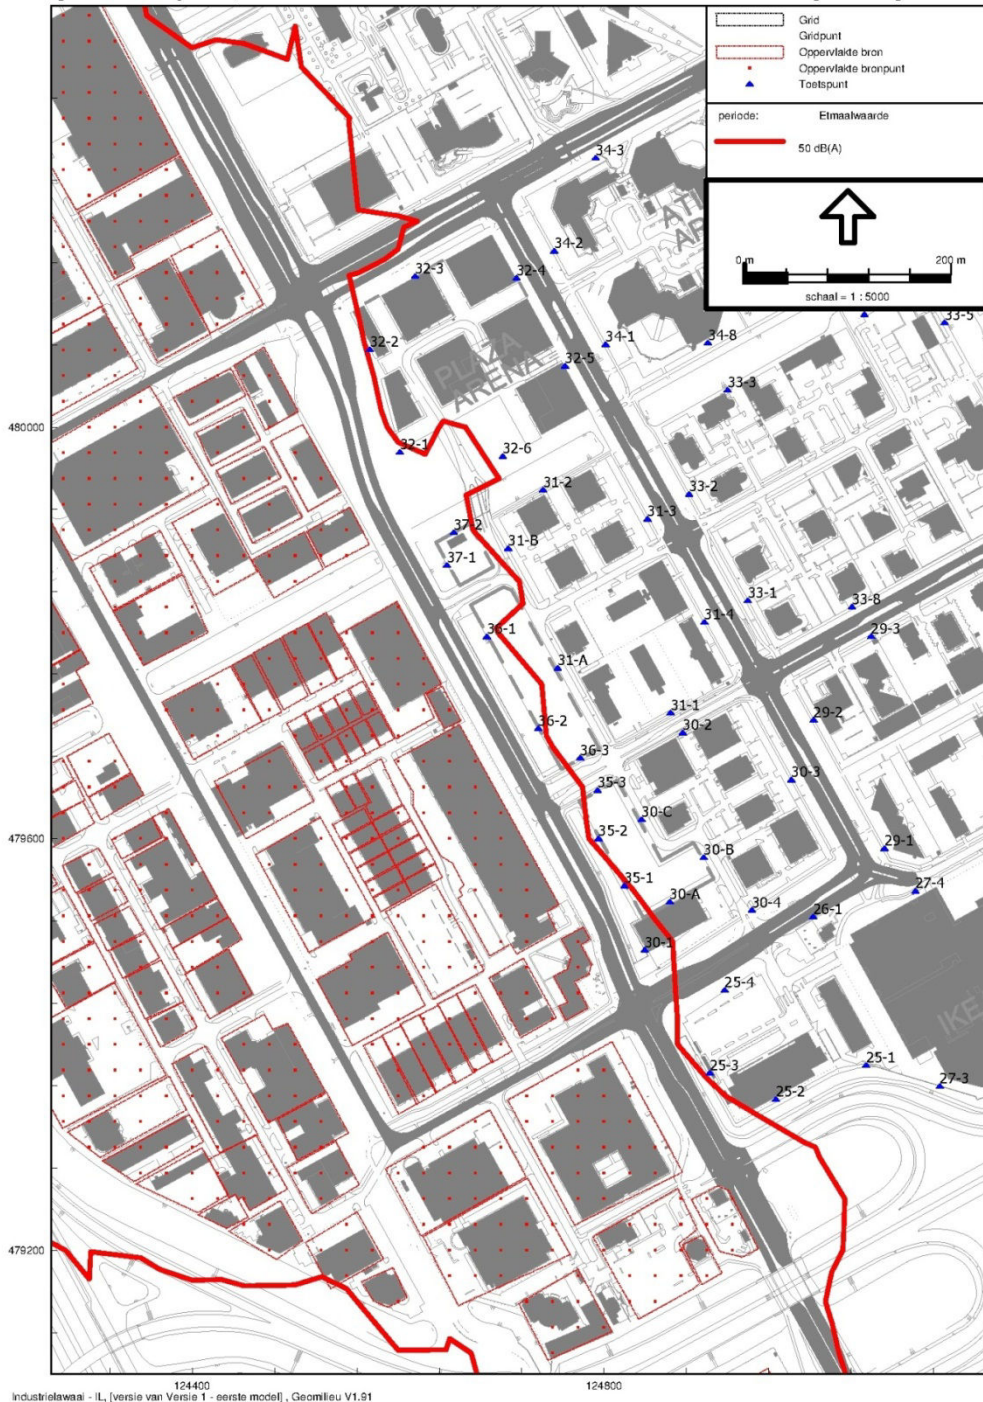 Grid
Gridpunt
Oppervlakte bron
Oppervlakte bronpunt
Toetspunt
periode: Etmaalwaarde
50 dB(A)
0 m 200 m
schaal = 1 : 5000
34-3
34-2
32-3
32-4
33-5
32-2
34-1
34-8
PLAZA
ARENA
32-5
33-3
480000
32-1
32-6
31-2
33-2
31-3
37-2
31-B
37-1
33-1
33-8
36-1
31-4
29-3
31-A
31-1
29-2
36-2
30-2
36-3
30-3
35-3
30-C
479600
35-2
29-1
30-B
35-1
27-4
30-A
30-4
26-1
30-1
25-4
IKE
25-3
25-1
25-2
27-3
479200
124400
124800
Industrielawaai - IL, [versie van Versie 1 - eerste model] , Geomilieu V1.91